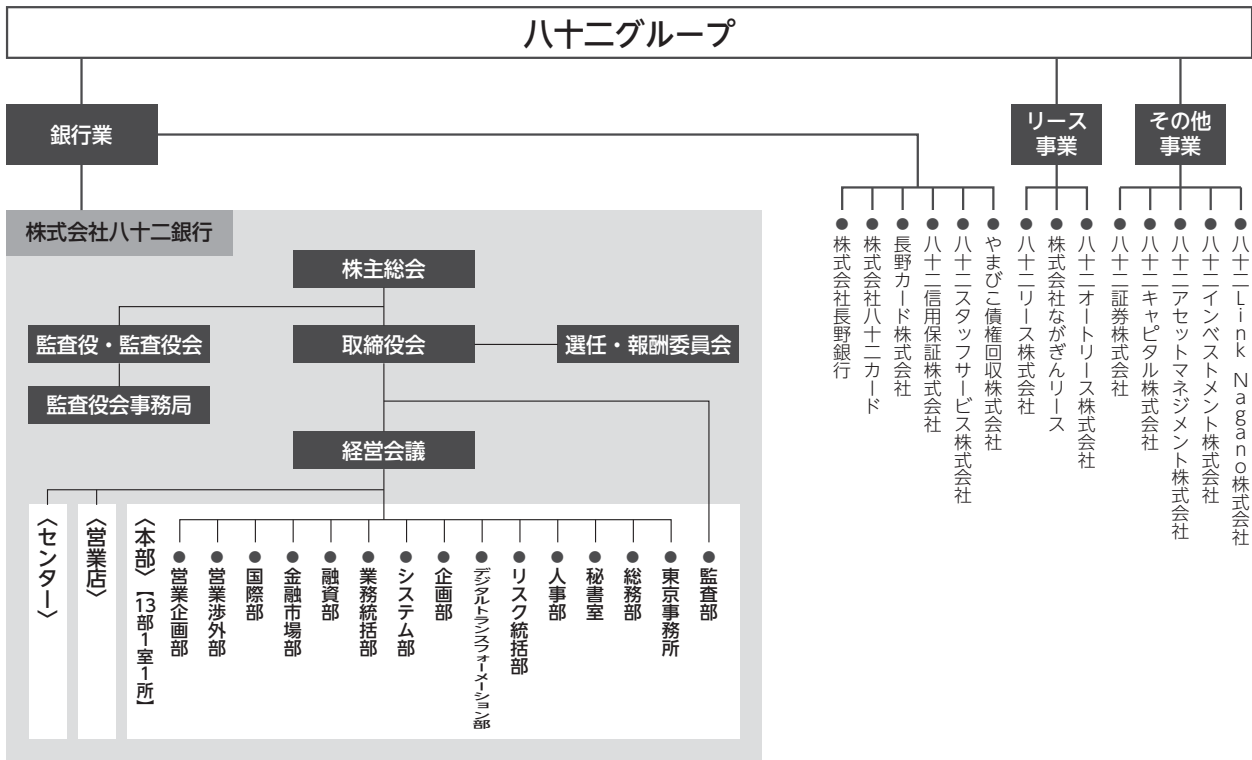 八十二グループ
銀行業
リース
事業
その他
事業
株式会社八十二銀行
株主総会
監査役・監査役会
取締役会
選任・報酬委員会
監査役会事務局
経営会議
〈センター〉
〈営業店〉
〈本部〉【13部1室1所】
●営業企画部
●営業渉外部
●国際部
●金融市場部
●融資部
●業務統括部
●システム部
●企画部
●デジタルトランスフォーメーション部
●リスク統括部
●人事部
●秘書室
●総務部
●東京事務所
●監査部
●株式会社長野銀行
●株式会社八十二カード
●長野カード株式会社
●八十二信用保証株式会社
●八十二スタッフサービス株式会社
●やまびこ債権回収株式会社
●八十二リース株式会社
●株式会社ながぎんリース
●八十二オートリース株式会社
●八十二証券株式会社
●八十二キャピタル株式会社
●八十二アセットマネジメント株式会社
●八十二インベストメント株式会社
●八十二Link Nagano株式会社